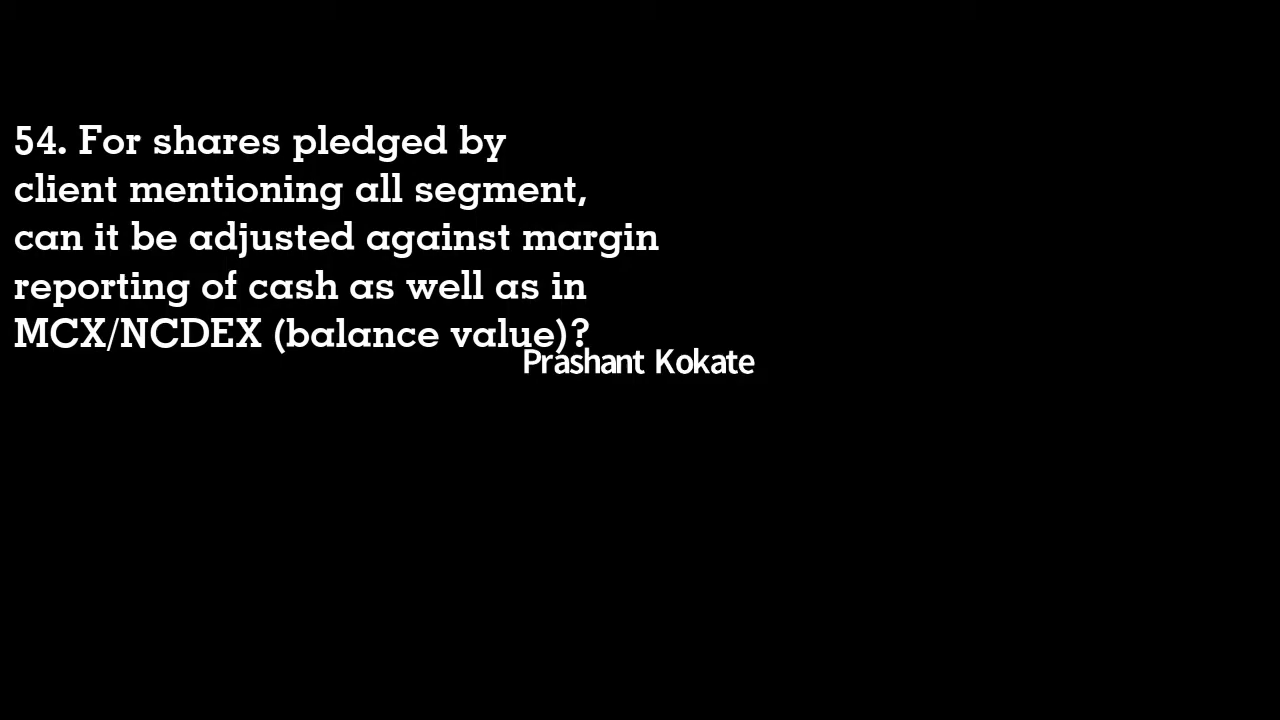 54. For shares pledged by
client mentioning all segment,
can it be adjusted against margin
reporting of cash as well as in
MCX/NCDEX (balance value)?
Prashant Kokate